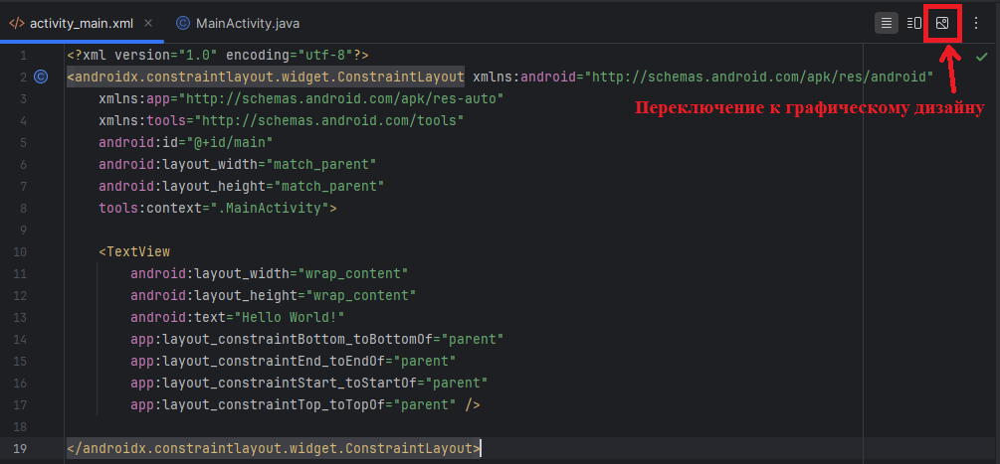 activity_main.xml
MainActivity.java
1 <?xml version="1.0" encoding="utf-8"?>
2 <androidx.constraintlayout.widget.ConstraintLayout xmlns:android="http://schemas.android.com/apk/res/android"
3 xmlns:app="http://schemas.android.com/apk/res-auto"
Переключение к графическому дизайну
4 xmlns:tools="http://schemas.android.com/tools"
5 android:id="@+id/main"
6 android:layout_width="match_parent"
7 android:layout_height="match_parent"
8 tools:context=".MainActivity">
9
10 <TextView
11 android:layout_width="wrap_content"
12 android:layout_height="wrap_content"
13 android:text="Hello World!"
14 app:layout_constraintBottom_toBottomOf="parent"
15 app:layout_constraintEnd_toEndOf="parent"
16 app:layout_constraintStart_toStartOf="parent"
17 app:layout_constraintTop_toTopOf="parent" />
18
19 </androidx.constraintlayout.widget.ConstraintLayout>